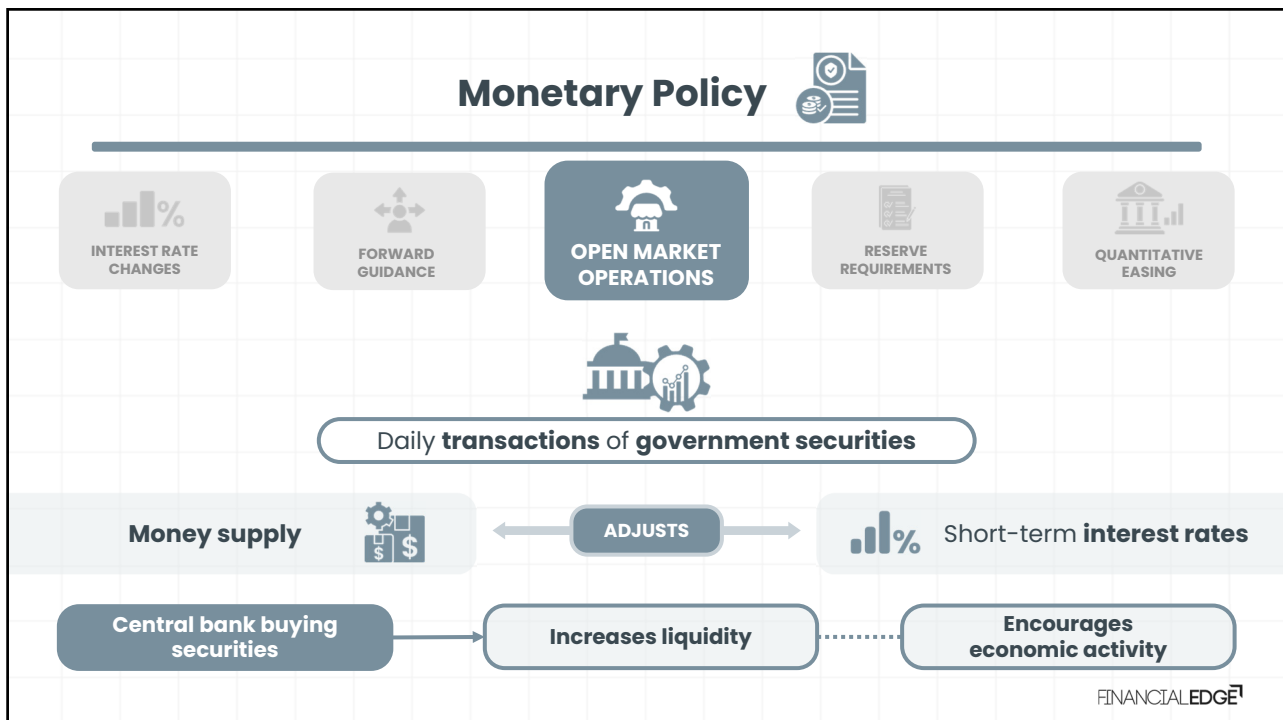 Monetary Policy
%
INTEREST RATE
CHANGES
FORWARD
GUIDANCE
OPEN MARKET
OPERATIONS
RESERVE
REQUIREMENTS
QUANTITATIVE
EASING
Daily transactions of government securities
Money supply
$ $
ADJUSTS
%
Short-term interest rates
Central bank buying
securities
Increases liquidity
Encourages
economic activity
FINANCIALEDGE